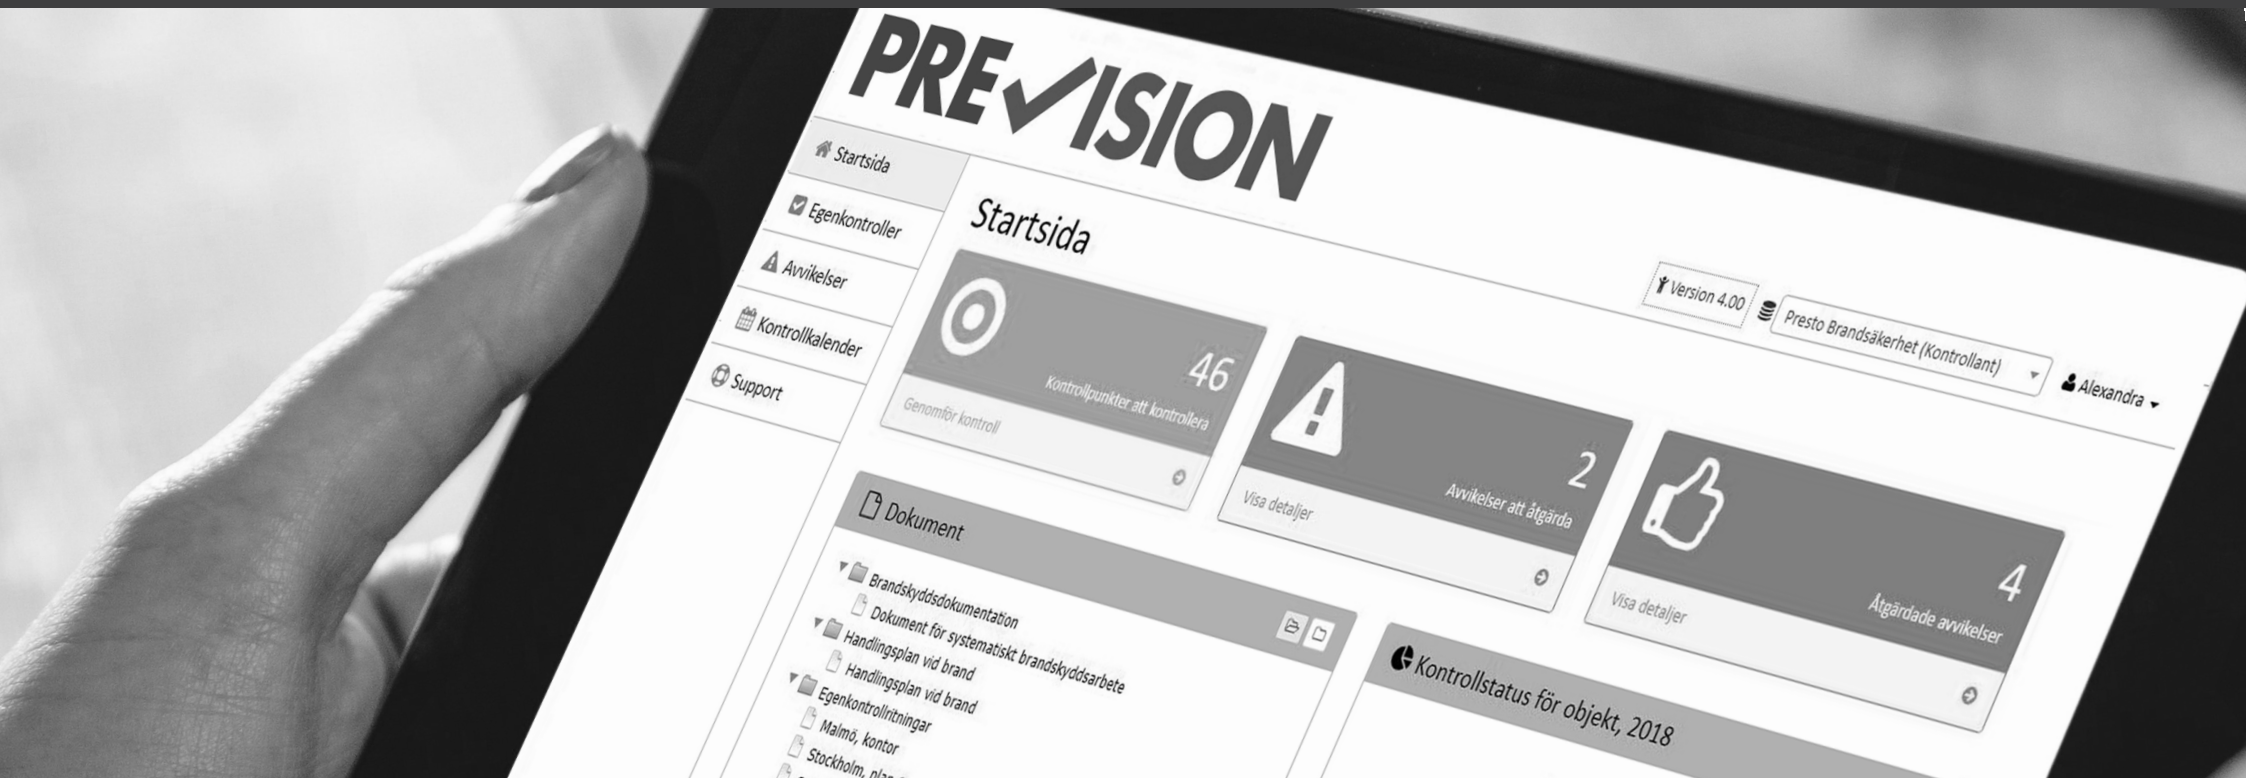 PREVISION
Startsida
Egenkontroller
Avvikelser
Kontrollkalender
Support
Startsida
Version 4.00
Presto Brandsäkerhet (Kontrollant)
Alexandra
46
Kontrollpunkter att kontrollera
Genomför kontroll
2
Avvikelser att åtgärda
Visa detaljer
4
Åtgärdade avvikelser
Visa detaljer
Dokument
Brandskyddsdokumentation
Dokument för systematiskt brandskyddsarbete
Handlingsplan vid brand
Handlingsplan vid brand
Egenkontrollritningar
Malmö, kontor
Stockholm,
Kontrollstatus för objekt, 2018